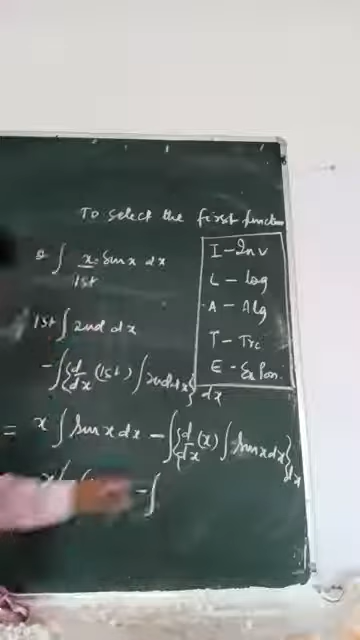 To select the first function
∫ x. sin x dx
1st
I - Inv
L - log
A - Alg
T - Trc
E - Expon.
1st ∫ 2nd dx
- ∫ { d/dx (1st) ∫ 2nd dx } dx
= x ∫ sin x dx - ∫ { d/dx (x) ∫ sin x dx } dx
- ∫